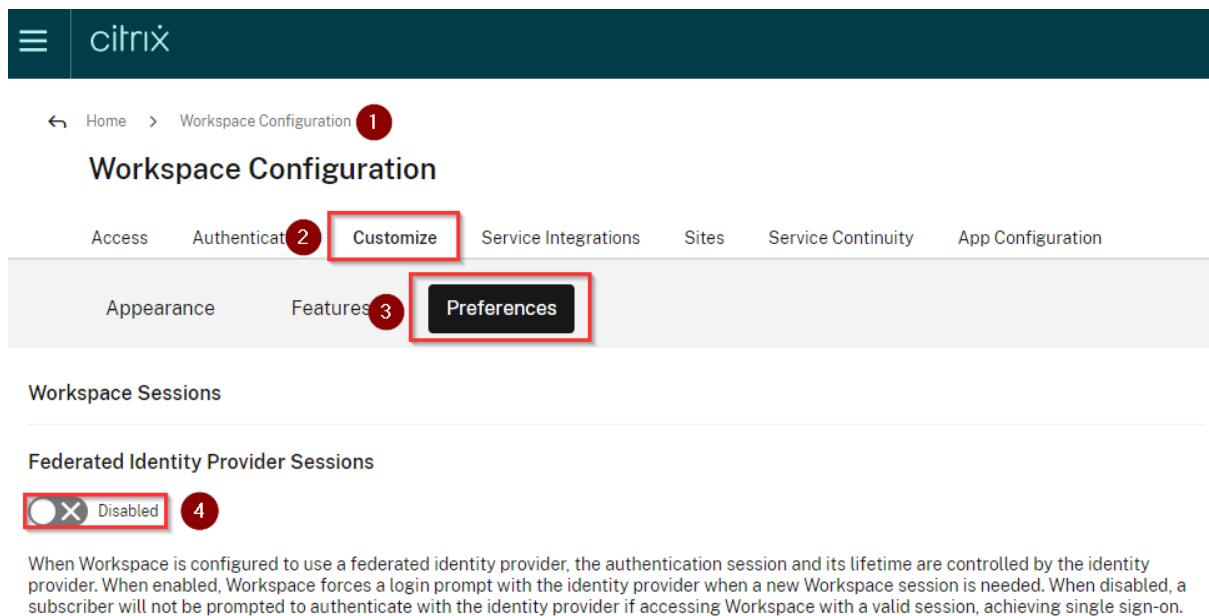 citrix
Home > Workspace Configuration 1
Workspace Configuration
Access Authenticat 2 Customize Service Integrations Sites Service Continuity App Configuration
Appearance Features 3 Preferences
Workspace Sessions
Federated Identity Provider Sessions
Disabled 4
When Workspace is configured to use a federated identity provider, the authentication session and its lifetime are controlled by the identity
provider. When enabled, Workspace forces a login prompt with the identity provider when a new Workspace session is needed. When disabled, a
subscriber will not be prompted to authenticate with the identity provider if accessing Workspace with a valid session, achieving single sign-on.